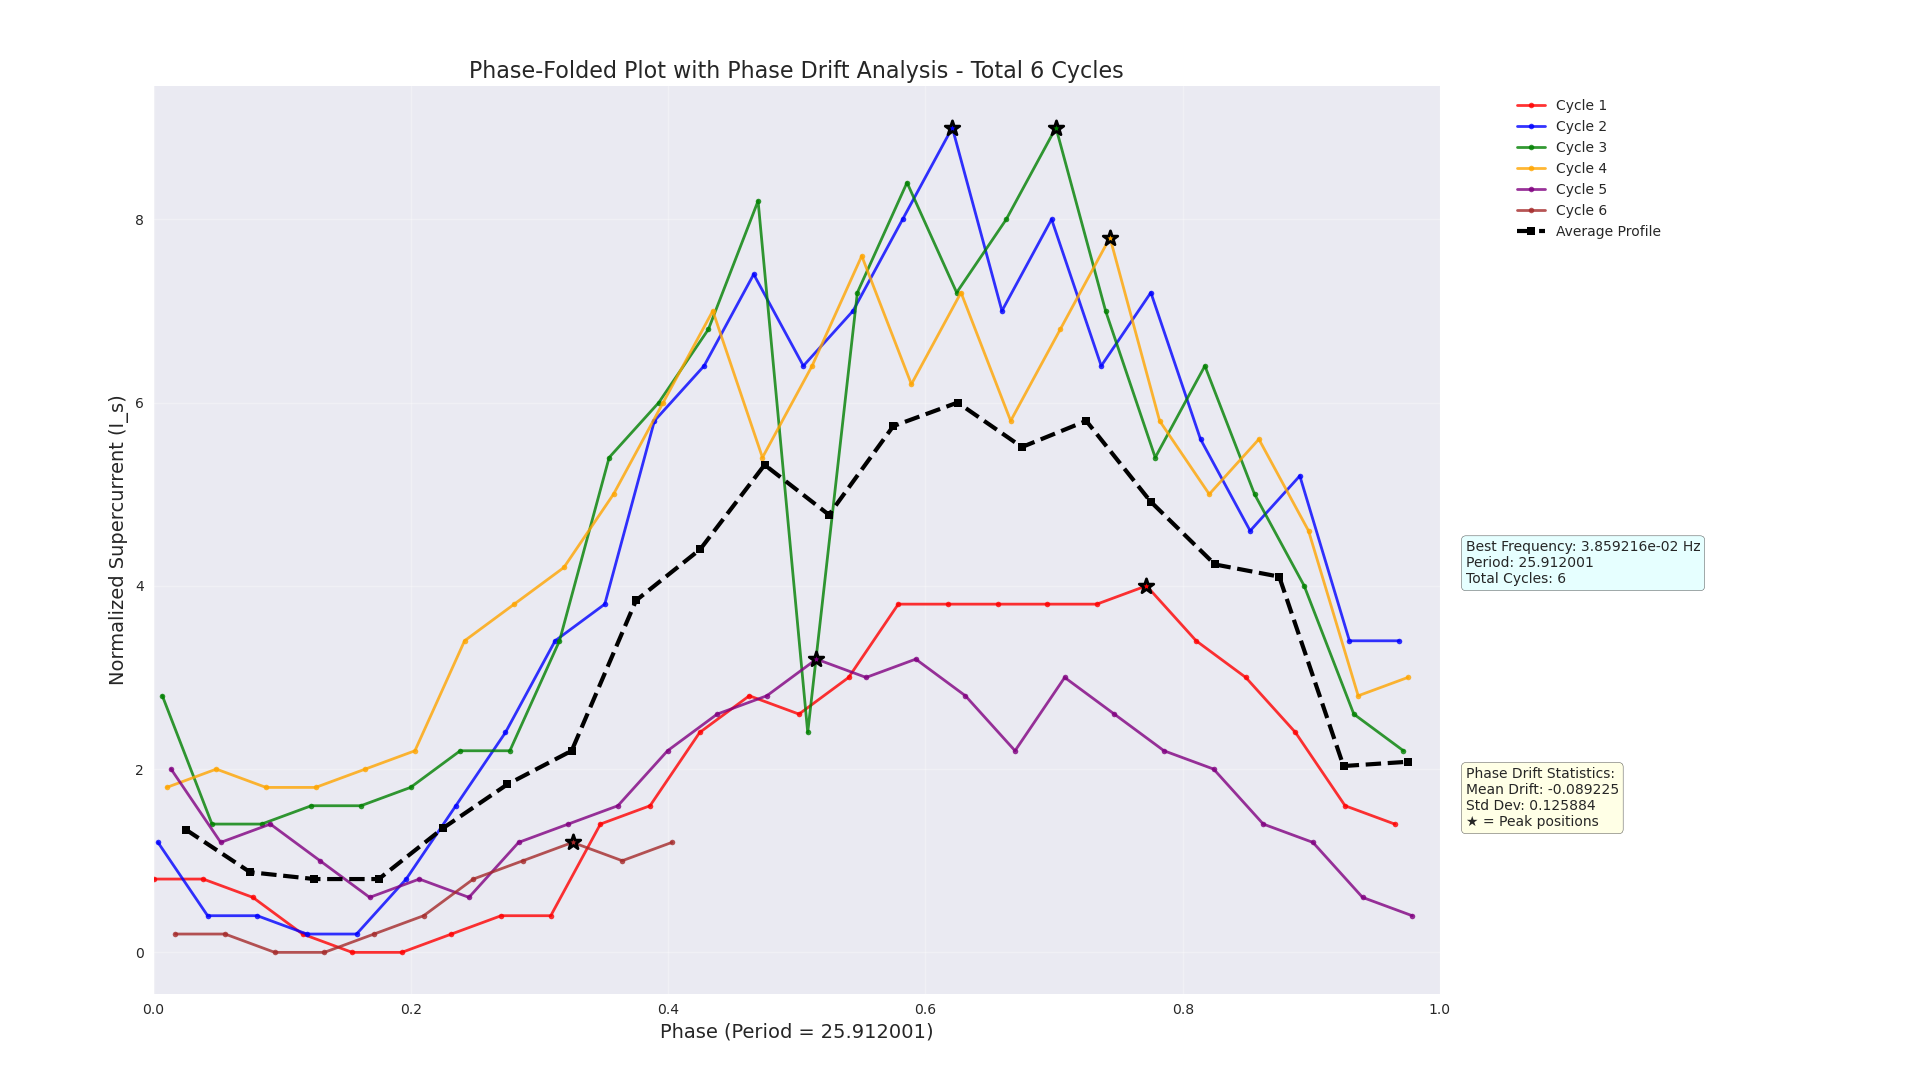 Phase-Folded Plot with Phase Drift Analysis - Total 6 Cycles
Cycle 1
Cycle 2
Cycle 3
Cycle 4
Cycle 5
Cycle 6
Average Profile
Normalized Supercurrent (I_s)
8
6
4
2
0
Best Frequency: 3.859216e-02 Hz
Period: 25.912001
Total Cycles: 6
Phase Drift Statistics:
Mean Drift: -0.089225
Std Dev: 0.125884
★ = Peak positions
0.0 0.2 0.4 0.6 0.8 1.0
Phase (Period = 25.912001)